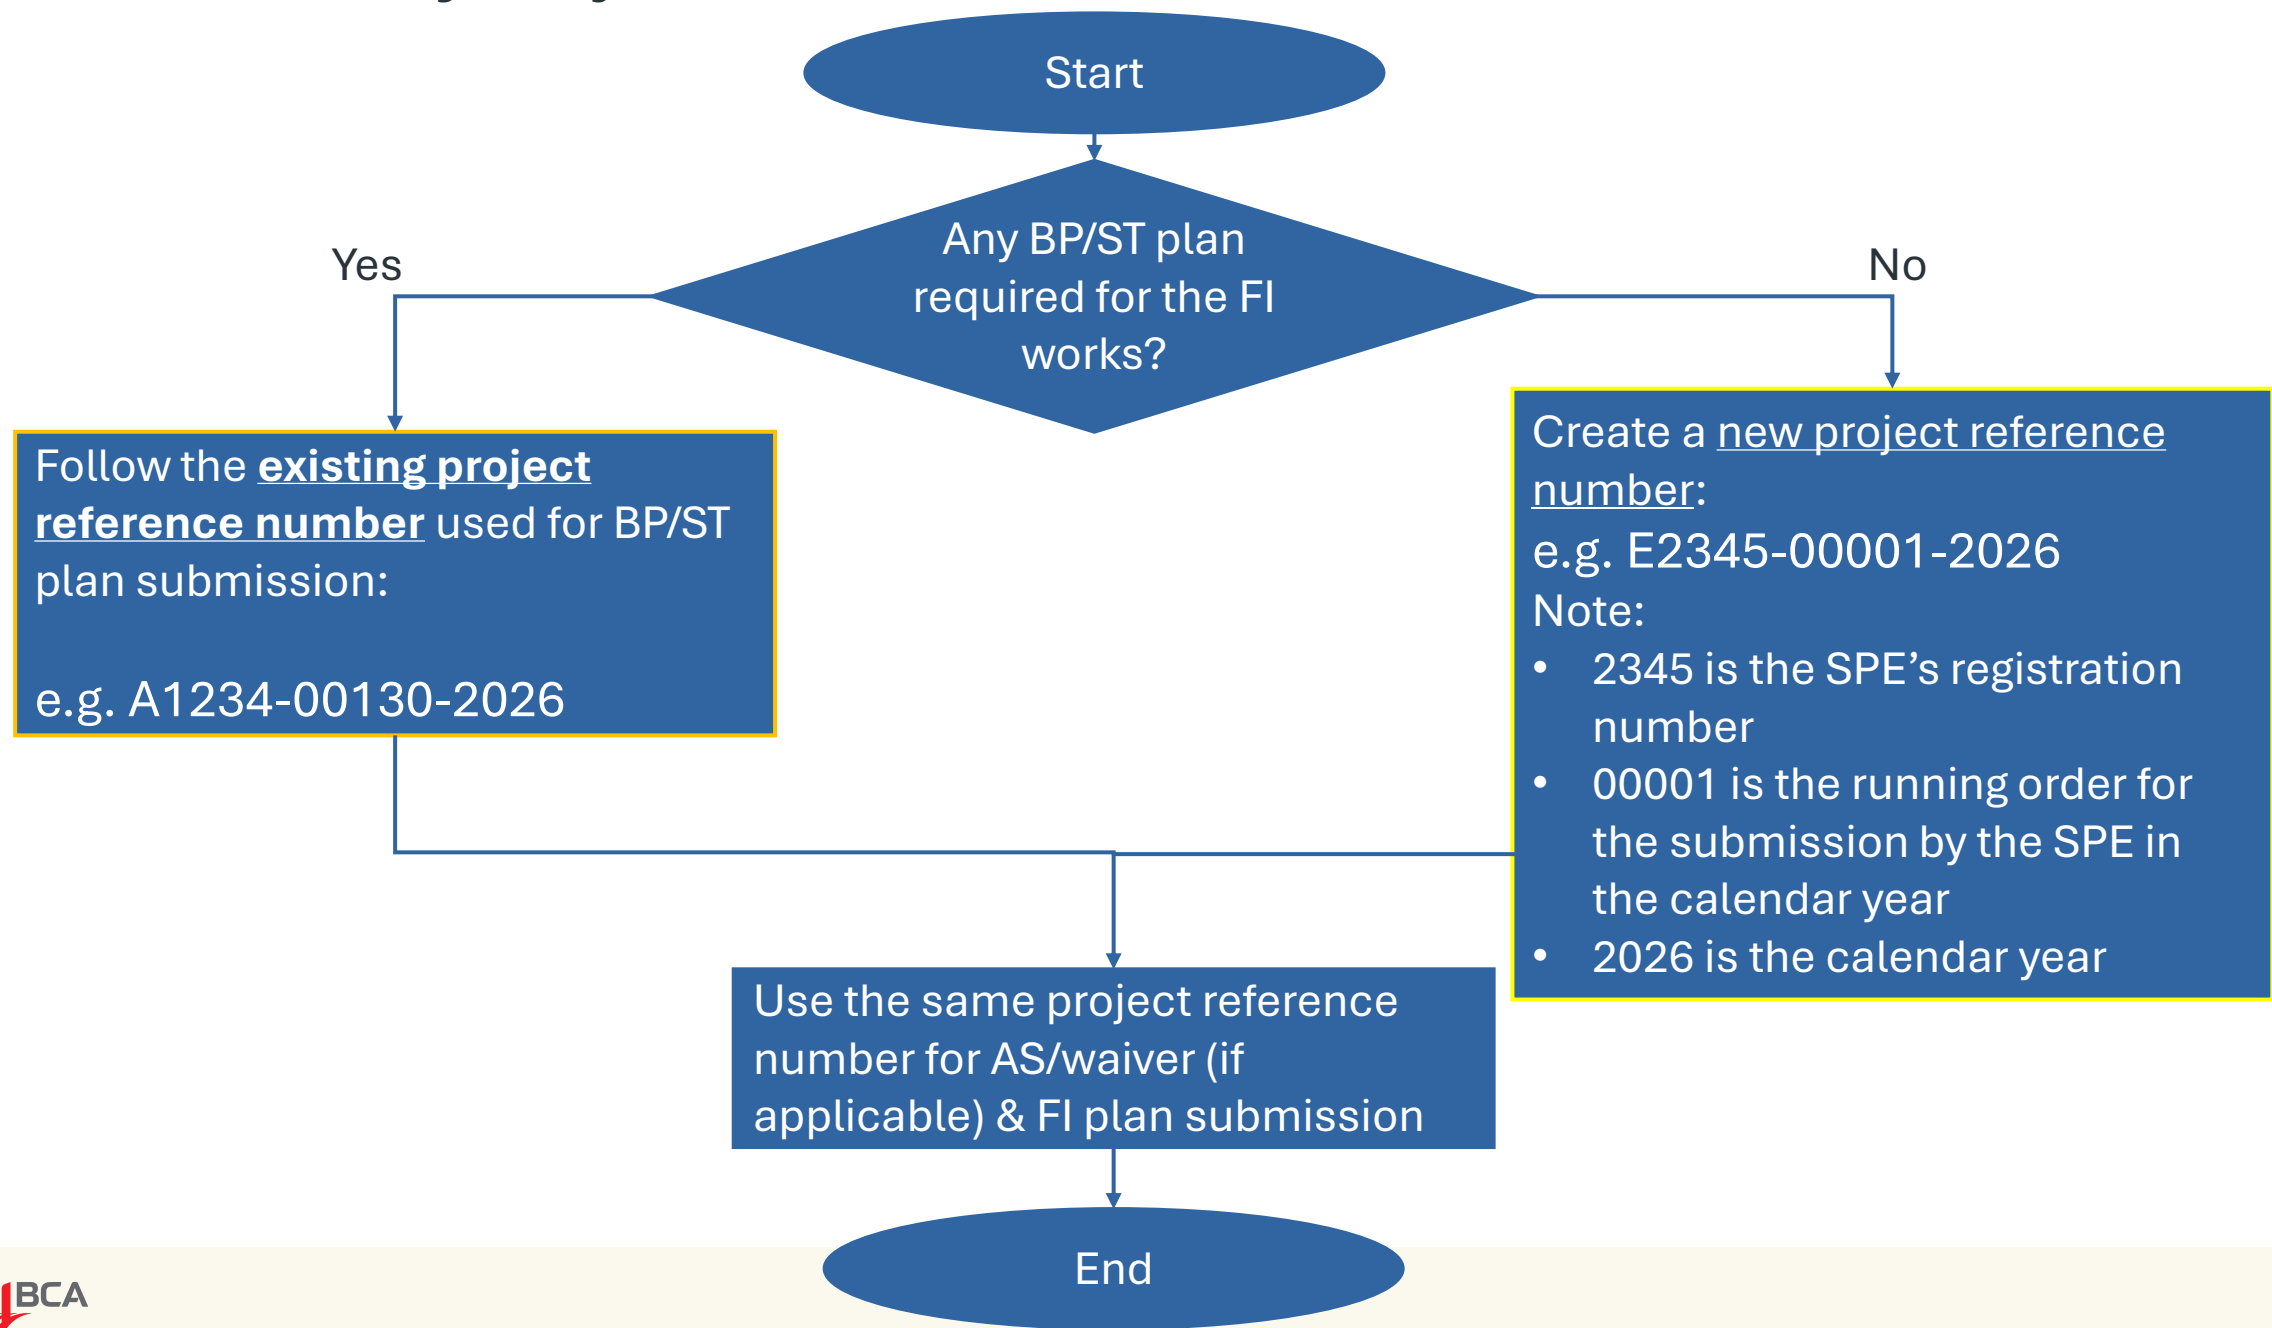 Start
Any BP/ST plan
required for the FI
works?
Yes
No
Follow the existing project
reference number used for BP/ST
plan submission:
e.g. A1234-00130-2026
Create a new project reference
number:
e.g. E2345-00001-2026
Note:
• 2345 is the SPE’s registration
number
• 00001 is the running order for
the submission by the SPE in
the calendar year
• 2026 is the calendar year
Use the same project reference
number for AS/waiver (if
applicable) & FI plan submission
End
BCA